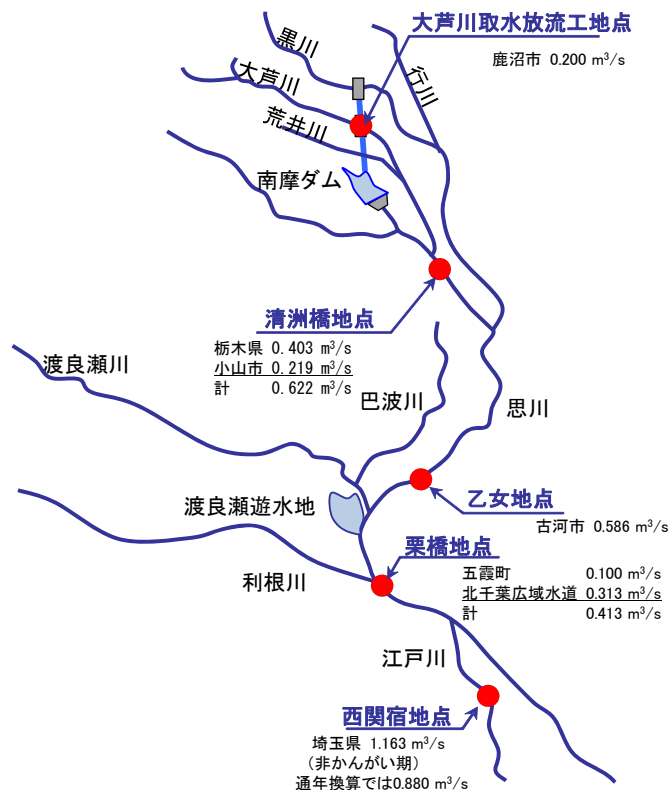 大芦川取水放流工地点
鹿沼市 0.200 m³/s
黒川
行川
大芦川
荒井川
南摩ダム
清洲橋地点
栃木県 0.403 m³/s
小山市 0.219 m³/s
計 0.622 m³/s
渡良瀬川
巴波川
思川
渡良瀬遊水地
乙女地点
古河市 0.586 m³/s
栗橋地点
五霞町 0.100 m³/s
北千葉広域水道 0.313 m³/s
計 0.413 m³/s
利根川
江戸川
西関宿地点
埼玉県 1.163 m³/s
（非かんがい期）
通年換算では0.880 m³/s